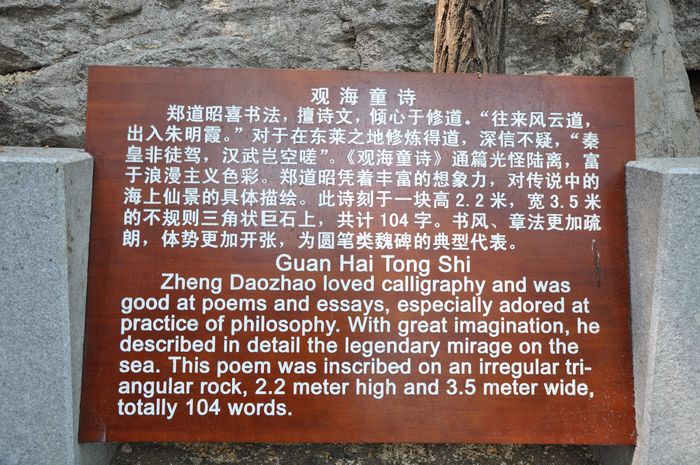 观海童诗
郑道昭喜书法，擅诗文，倾心于修道。“往来风云道，
出入朱明霞。”对于在东莱之地修炼得道，深信不疑，“秦
皇非徒驾，汉武岂空嗟”。《观海童诗》通篇光怪陆离，富
于浪漫主义色彩。郑道昭凭着丰富的想象力，对传说中的
海上仙景的具体描绘。此诗刻于一块高2.2米，宽3.5米
的不规则三角状巨石上，共计104字。书风、章法更加疏
朗，体势更加开张，为圆笔类魏碑的典型代表。
Guan Hai Tong Shi
Zheng Daozhao loved calligraphy and was
good at poems and essays, especially adored at
practice of philosophy. With great imagination, he
described in detail the legendary mirage on the
sea. This poem was inscribed on an irregular tri-
angular rock, 2.2 meter high and 3.5 meter wide,
totally 104 words.